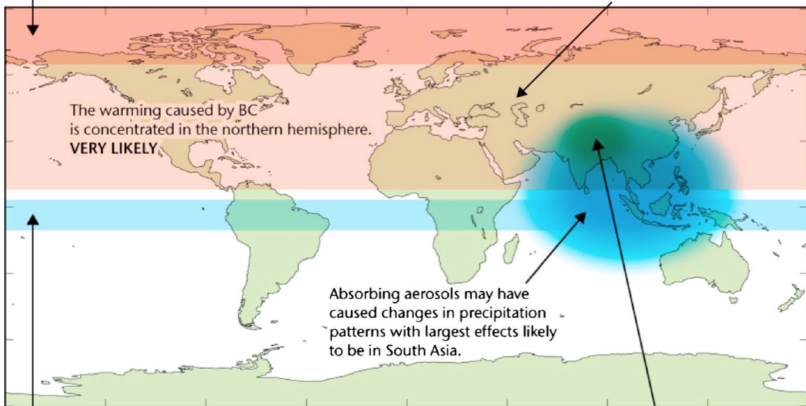 The warming caused by BC
is concentrated in the northern hemisphere.
VERY LIKELY
Absorbing aerosols may have
caused changes in precipitation
patterns with largest effects likely
to be in South Asia.